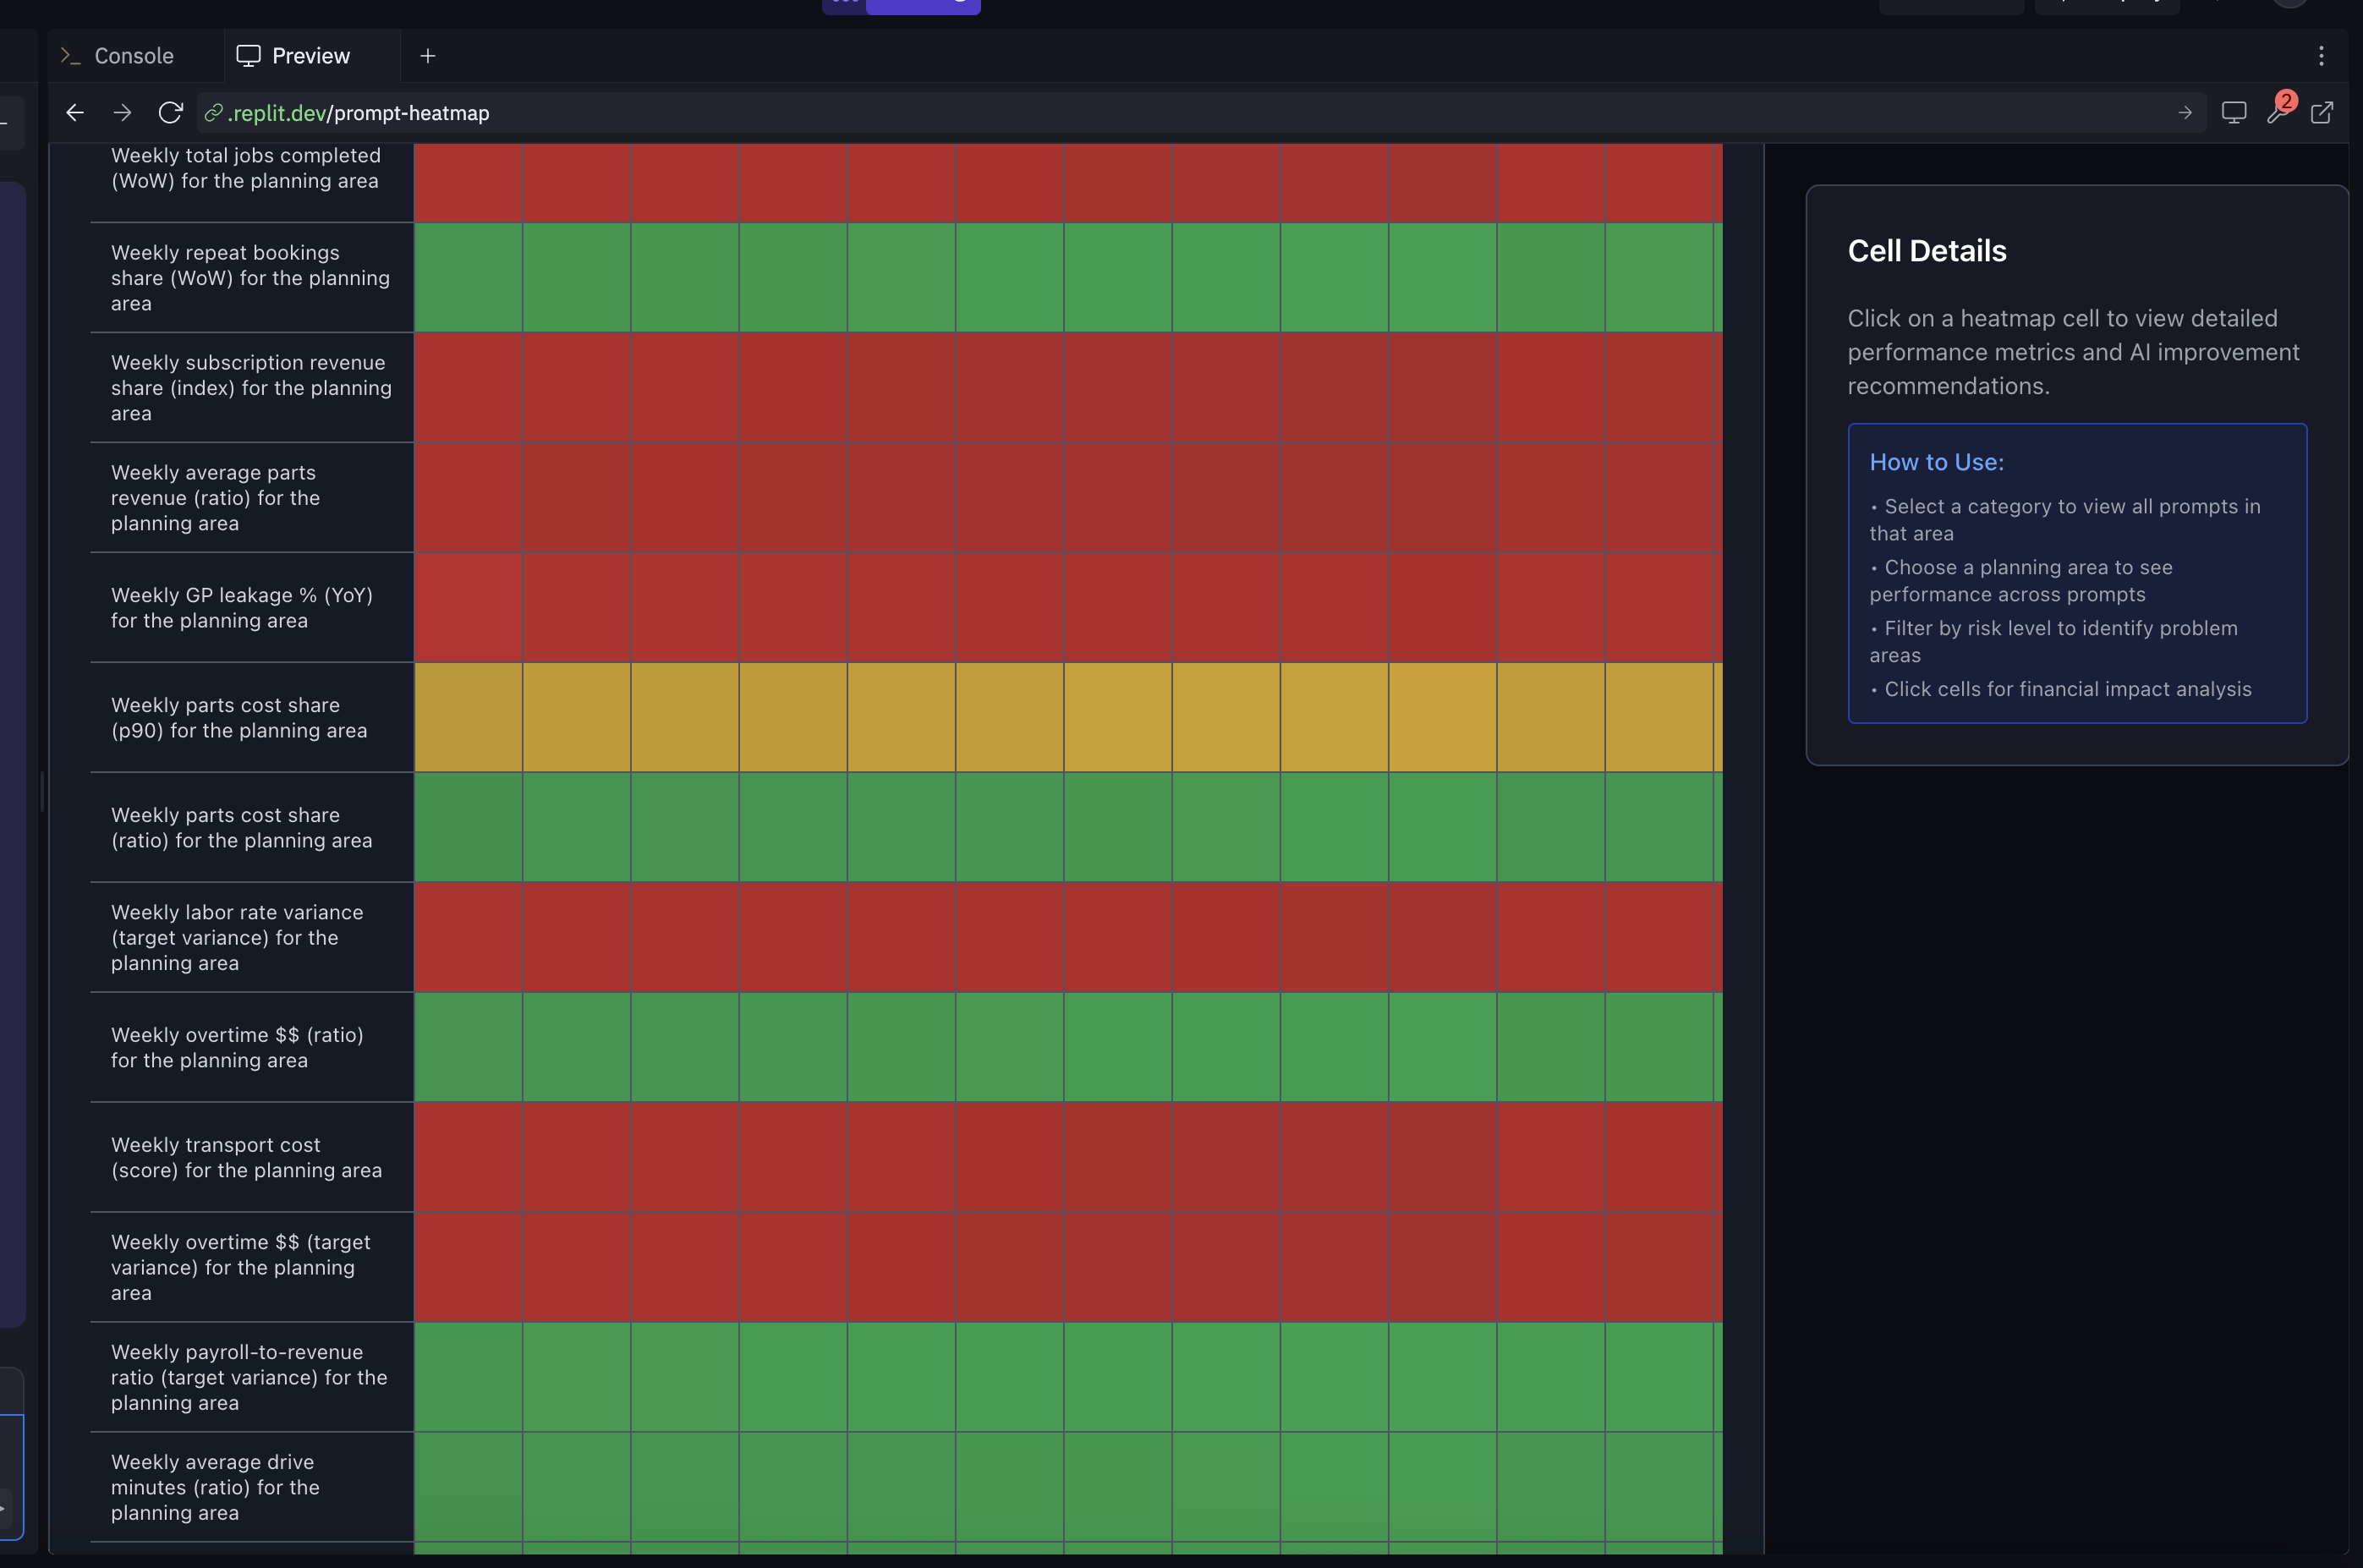 Console
Preview
.replit.dev/prompt-heatmap
2
Weekly total jobs completed
(WoW) for the planning area
Weekly repeat bookings
share (WoW) for the planning
area
Weekly subscription revenue
share (index) for the planning
area
Weekly average parts
revenue (ratio) for the
planning area
Weekly GP leakage % (YoY)
for the planning area
Weekly parts cost share
(p90) for the planning area
Weekly parts cost share
(ratio) for the planning area
Weekly labor rate variance
(target variance) for the
planning area
Weekly overtime $$ (ratio)
for the planning area
Weekly transport cost
(score) for the planning area
Weekly overtime $$ (target
variance) for the planning
area
Weekly payroll-to-revenue
ratio (target variance) for the
planning area
Weekly average drive
minutes (ratio) for the
planning area
Cell Details
Click on a heatmap cell to view detailed
performance metrics and AI improvement
recommendations.
How to Use:
• Select a category to view all prompts in
that area
• Choose a planning area to see
performance across prompts
• Filter by risk level to identify problem
areas
• Click cells for financial impact analysis